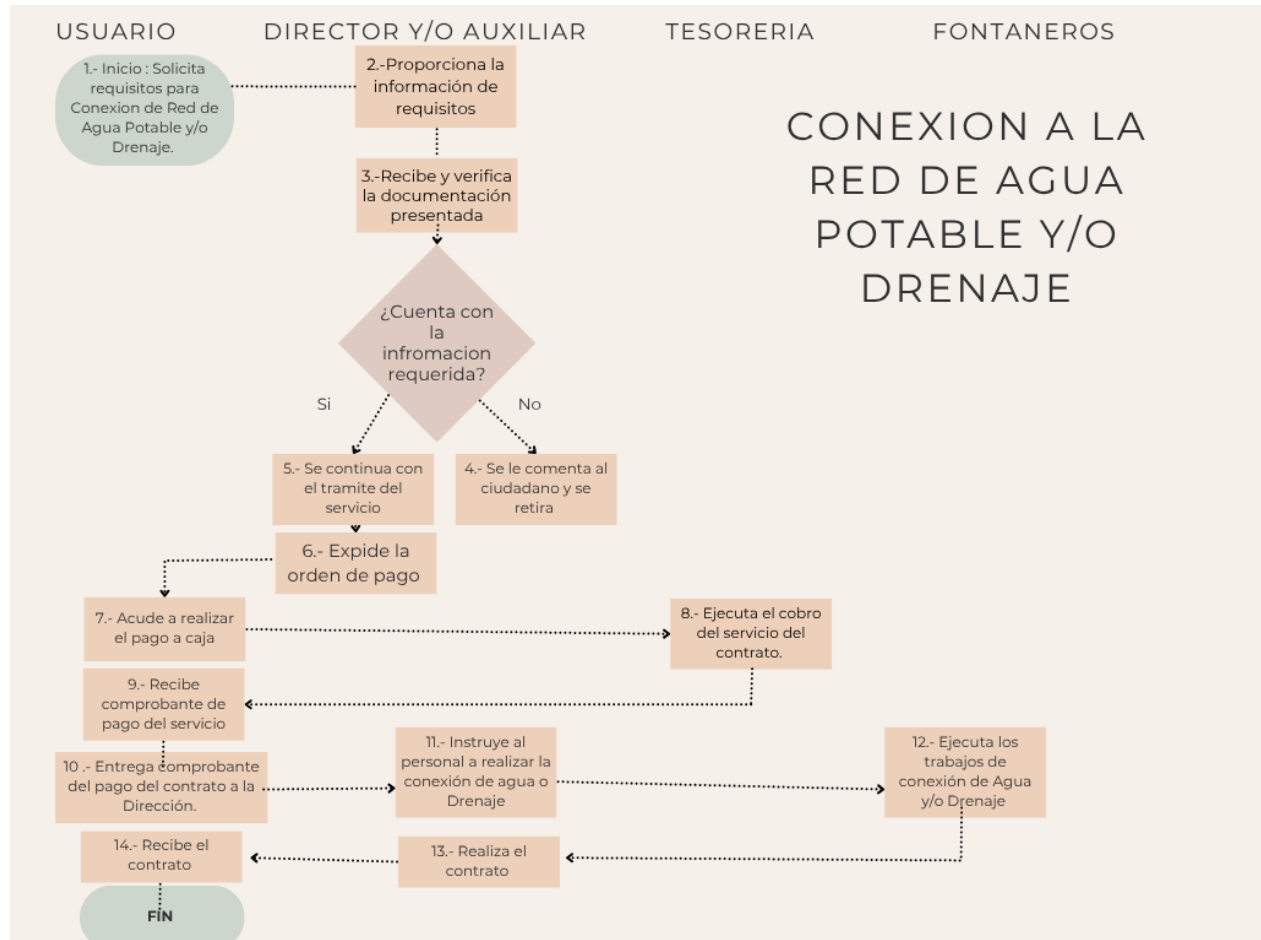 USUARIO
DIRECTOR Y/O AUXILIAR
TESORERIA
FONTANEROS
CONEXION A LA
RED DE AGUA
POTABLE Y/O
DRENAJE
1.- Inicio : Solicita
requisitos para
Conexion de Red de
Agua Potable y/o
Drenaje.
2.-Proporciona la
información de
requisitos
3.-Recibe y verifica
la documentación
presentada
¿Cuenta con
la
infromacion
requerida?
Si
No
5.- Se continua con
el tramite del
servicio
4.- Se le comenta al
ciudadano y se
retira
6.- Expide la
orden de pago
7.- Acude a realizar
el pago a caja
8.- Ejecuta el cobro
del servicio del
contrato.
9.- Recibe
comprobante de
pago del servicio
10 .- Entrega comprobante
del pago del contrato a la
Dirección.
11.- Instruye al
personal a realizar la
conexión de agua o
Drenaje
12.- Ejecuta los
trabajos de
conexión de Agua
y/o Drenaje
14.- Recibe el
contrato
13.- Realiza el
contrato
FIN